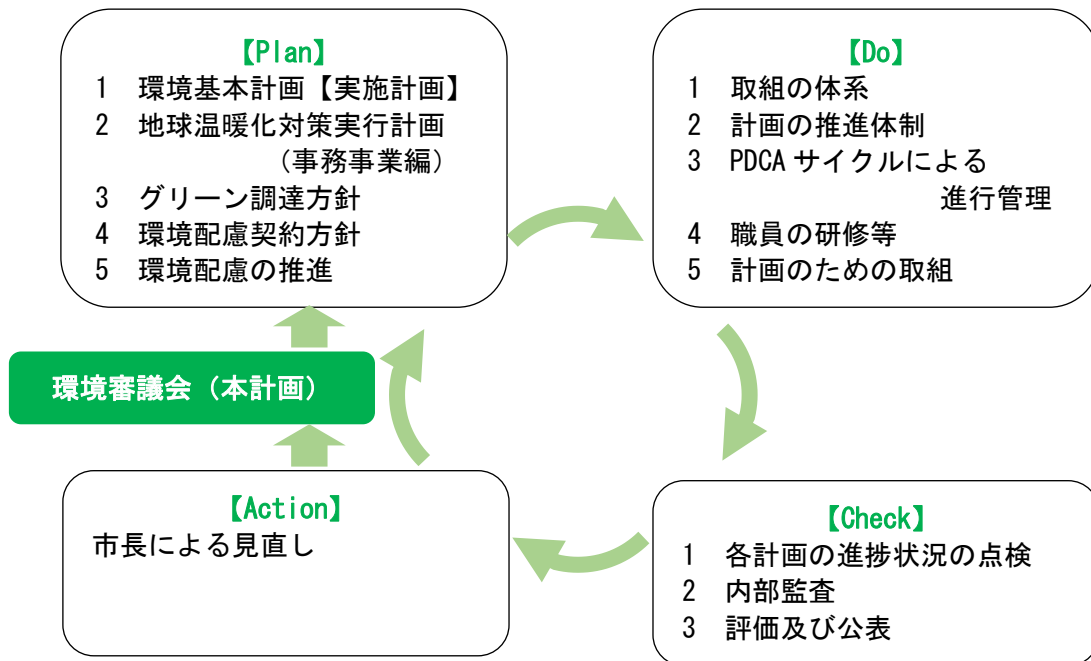 【Plan】
1 環境基本計画【実施計画】
2 地球温暖化対策実行計画
（事務事業編）
3 グリーン調達方針
4 環境配慮契約方針
5 環境配慮の推進
【Do】
1 取組の体系
2 計画の推進体制
3 PDCA サイクルによる
進行管理
4 職員の研修等
5 計画のための取組
環境審議会（本計画）
【Action】
市長による見直し
【Check】
1 各計画の進捗状況の点検
2 内部監査
3 評価及び公表